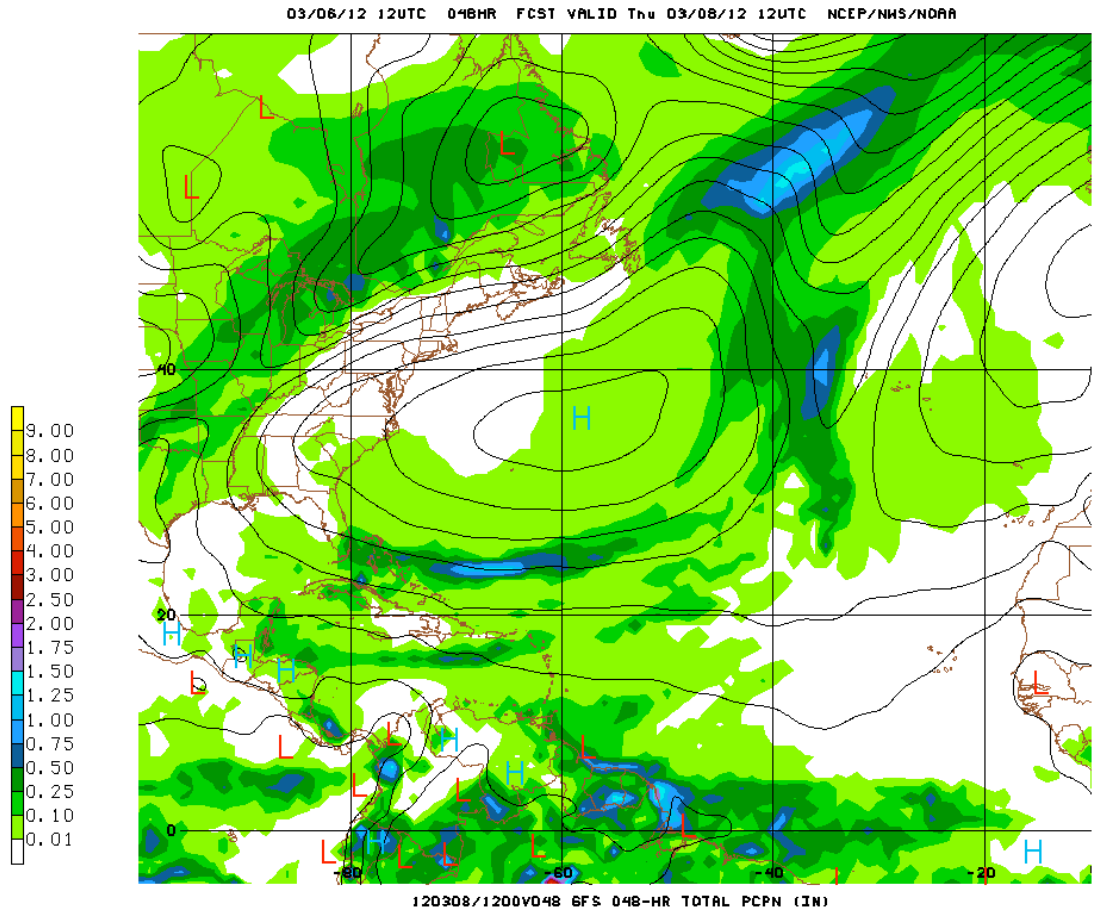 03/06/12 12UTC 048HR FCST VALID Thu 03/08/12 12UTC NCEP/NWS/NOAA
L
L
L
40
H
9.00
8.00
7.00
6.00
5.00
4.00
3.00
2.50
2.00
1.75
1.50
1.25
1.00
0.75
0.50
0.25
0.10
0.01
20
H
H
H
L
L
L
H
L
L
H
L
L
0
L
H
L
L
L
L
H
-80
-60
-40
-20
120308/1200V048 GFS 048-HR TOTAL PCPN (IN)